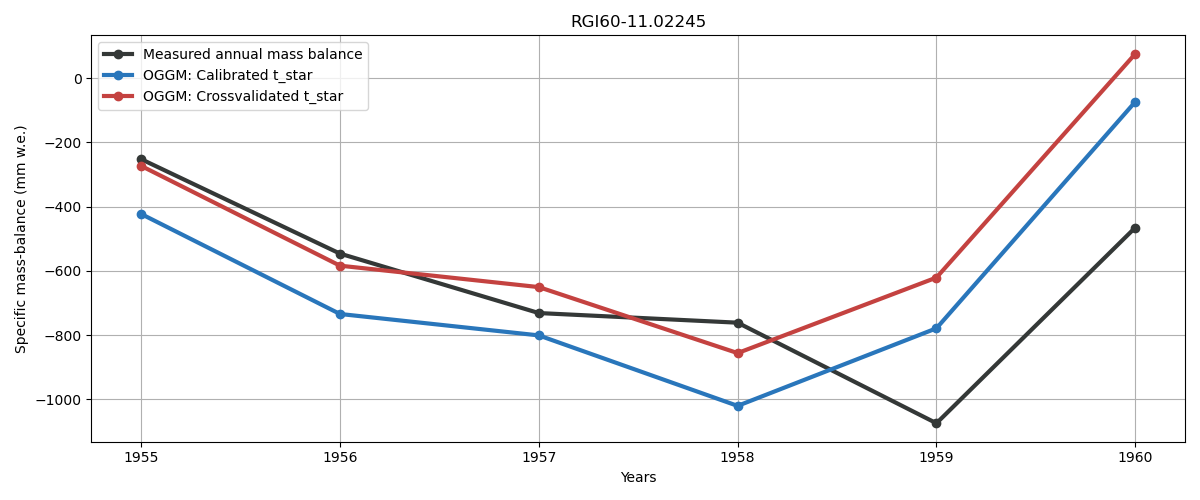 RGI60-11.02245
Measured annual mass balance
OGGM: Calibrated t_star
OGGM: Crossvalidated t_star
Specific mass-balance (mm w.e.)
0
−200
−400
−600
−800
−1000
1955 1956 1957 1958 1959 1960
Years